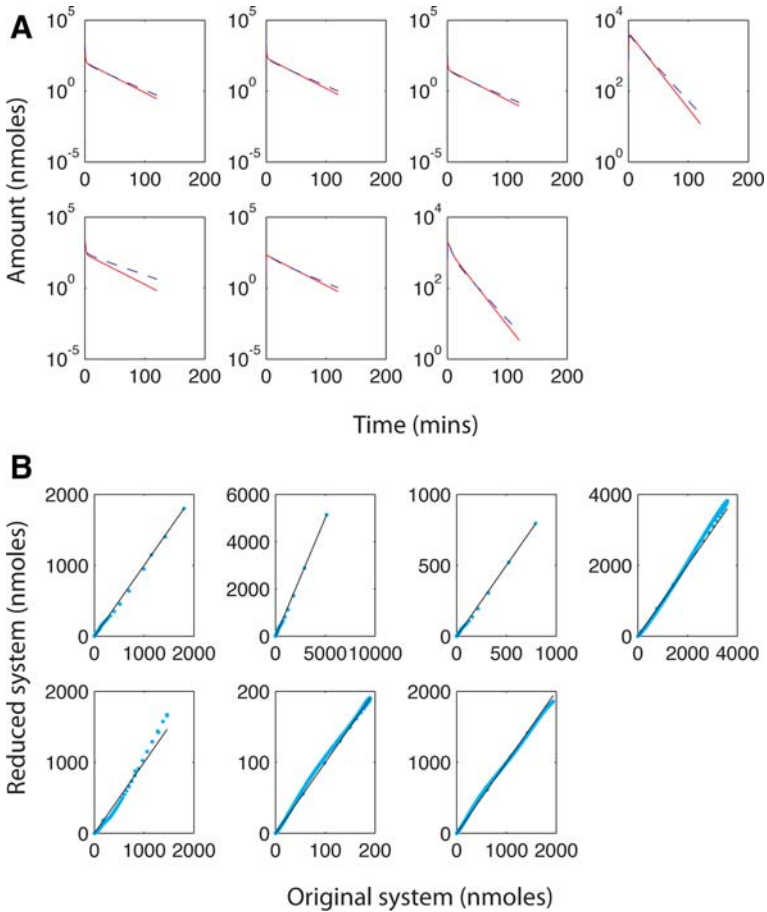 A
Amount (nmoles)
10^5 10^5 10^5 10^4
10^0 10^0 10^0 10^2
10^-5 10^-5 10^-5 10^0
0 100 200 0 100 200 0 100 200 0 100 200
10^5 10^5 10^4
10^0 10^0 10^2
10^-5 10^-5 10^0
0 100 200 0 100 200 0 100 200
Time (mins)
B
Reduced system (nmoles)
2000 6000 1000 4000
4000
1000 500 2000
2000
0 0 0 0
0 1000 2000 0 5000 10000 0 500 1000 0 2000 4000
2000 200 2000
1000 100 1000
0 0 0
0 1000 2000 0 100 200 0 1000 2000
Original system (nmoles)